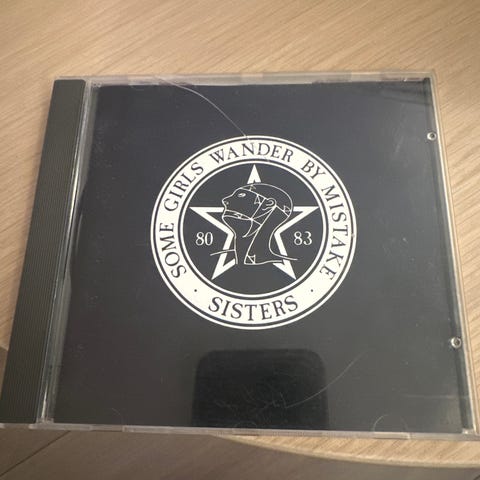 · SOME GIRLS WANDER BY MISTAKE ·
80 83
SISTERS